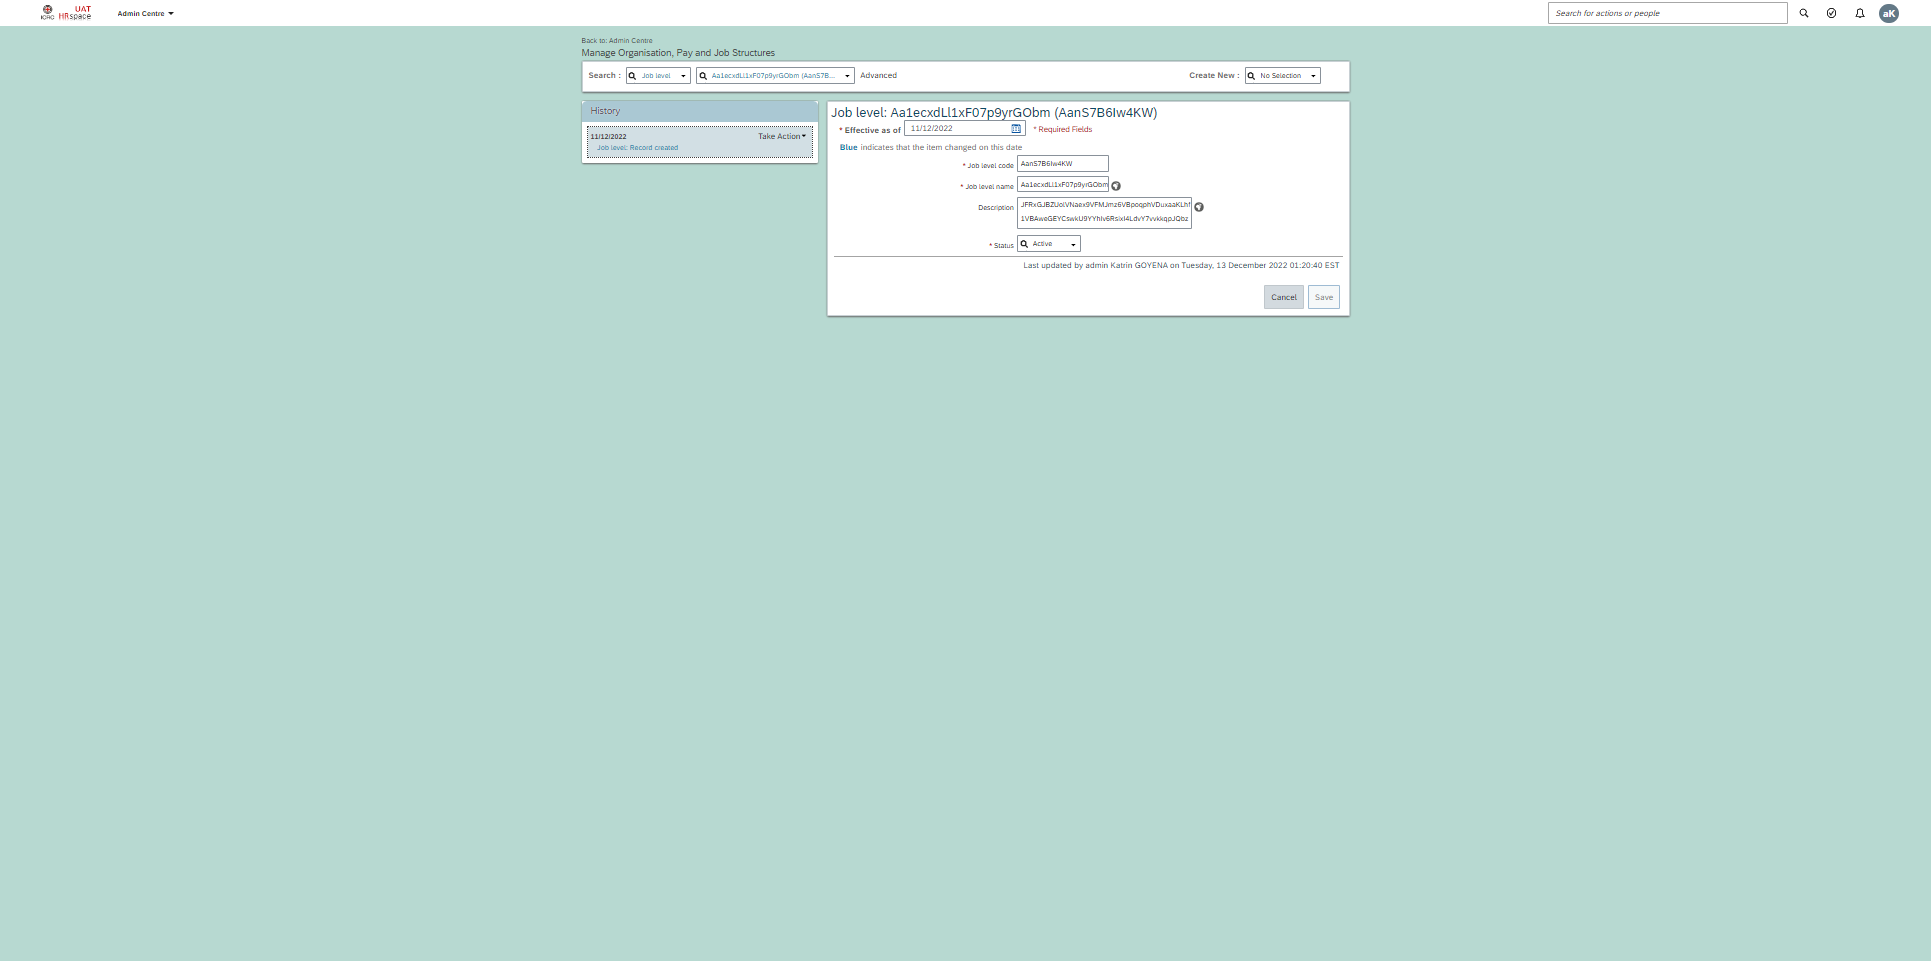 ICRC
UAT
HRspace
Admin Centre
Search for actions or people
aK
Back to: Admin Centre
Manage Organisation, Pay and Job Structures
Search :
Job level
Aa1ecxdLl1xF07p9yrGObm (AanS7B...
Advanced
Create New :
No Selection
History
11/12/2022
Take Action
Job level: Record created
Job level: Aa1ecxdLl1xF07p9yrGObm (AanS7B6Iw4KW)
* Effective as of
11/12/2022
* Required Fields
Blue indicates that the item changed on this date
* Job level code
AanS7B6Iw4KW
* Job level name
Aa1ecxdLl1xF07p9yrGObm
Description
* Status
Active
Last updated by admin Katrin GOYENA on Tuesday, 13 December 2022 01:20:40 EST
Cancel
Save